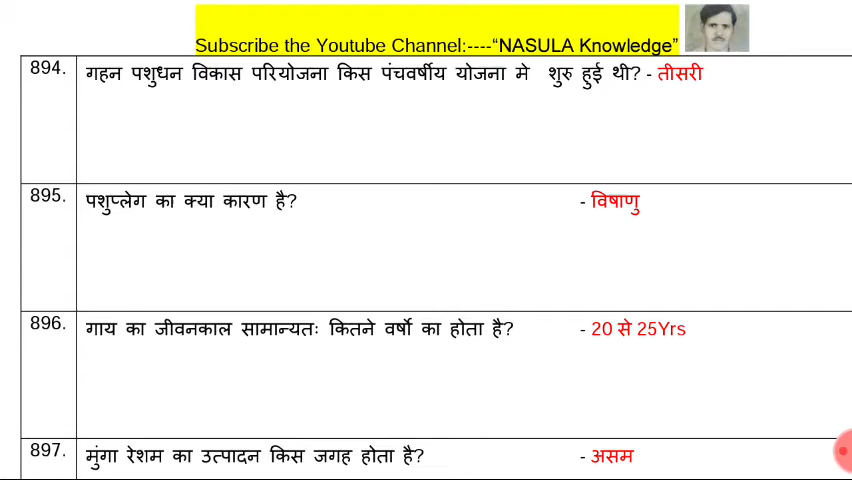 Subscribe the Youtube Channel:----“NASULA Knowledge”
894. गहन पशुधन विकास परियोजना किस पंचवर्षीय योजना मे शुरु हुई थी? - तीसरी
895. पशुप्लेग का क्या कारण है? - विषाणु
896. गाय का जीवनकाल सामान्यतः कितने वर्षो का होता है? - 20 से 25Yrs
897. मुंगा रेशम का उत्पादन किस जगह होता है? - असम